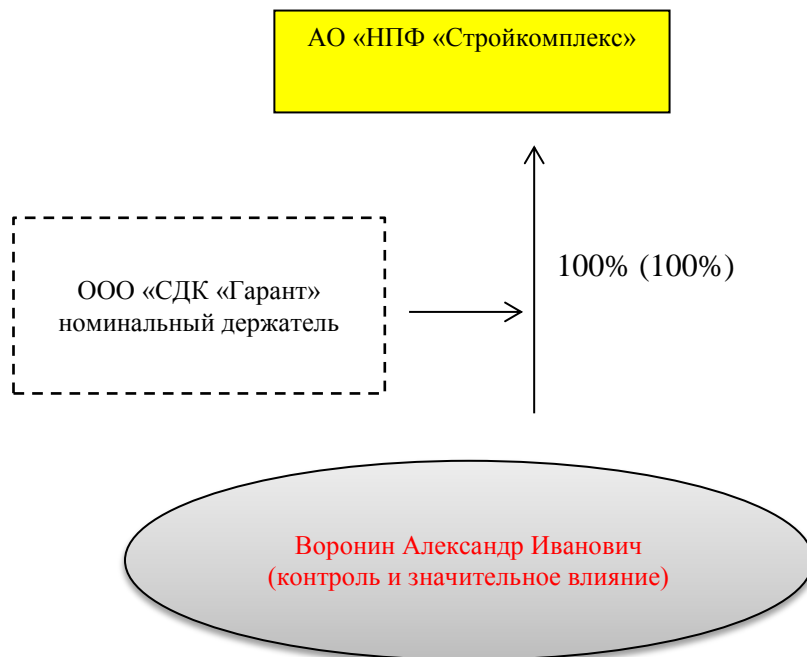 АО «НПФ «Стройкомплекс»
ООО «СДК «Гарант»
номинальный держатель
100% (100%)
Воронин Александр Иванович
(контроль и значительное влияние)